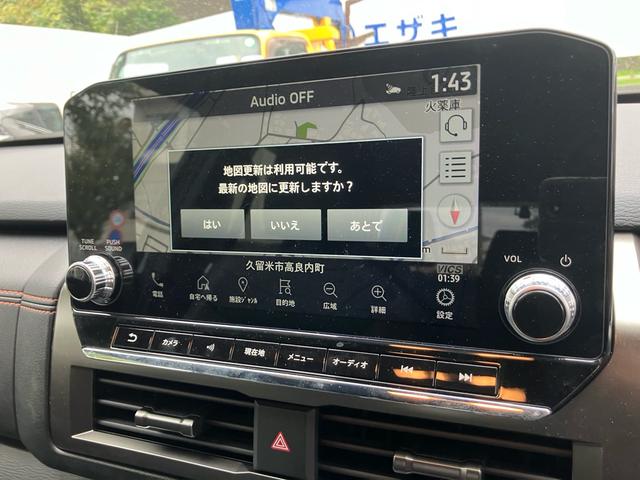 エザキ
Audio OFF
1:43
火薬庫
地図更新は利用可能です。
最新の地図に更新しますか？
はい
いいえ
あとで
m
久留米市高良内町
VICS
01:39
TUNE SCROLL
PUSH SOUND
VOL
電話
自宅へ帰る
施設ｼﾞｬﾝﾙ
目的地
広域
詳細
設定
カメラ
現在地
メニュー
オーディオ